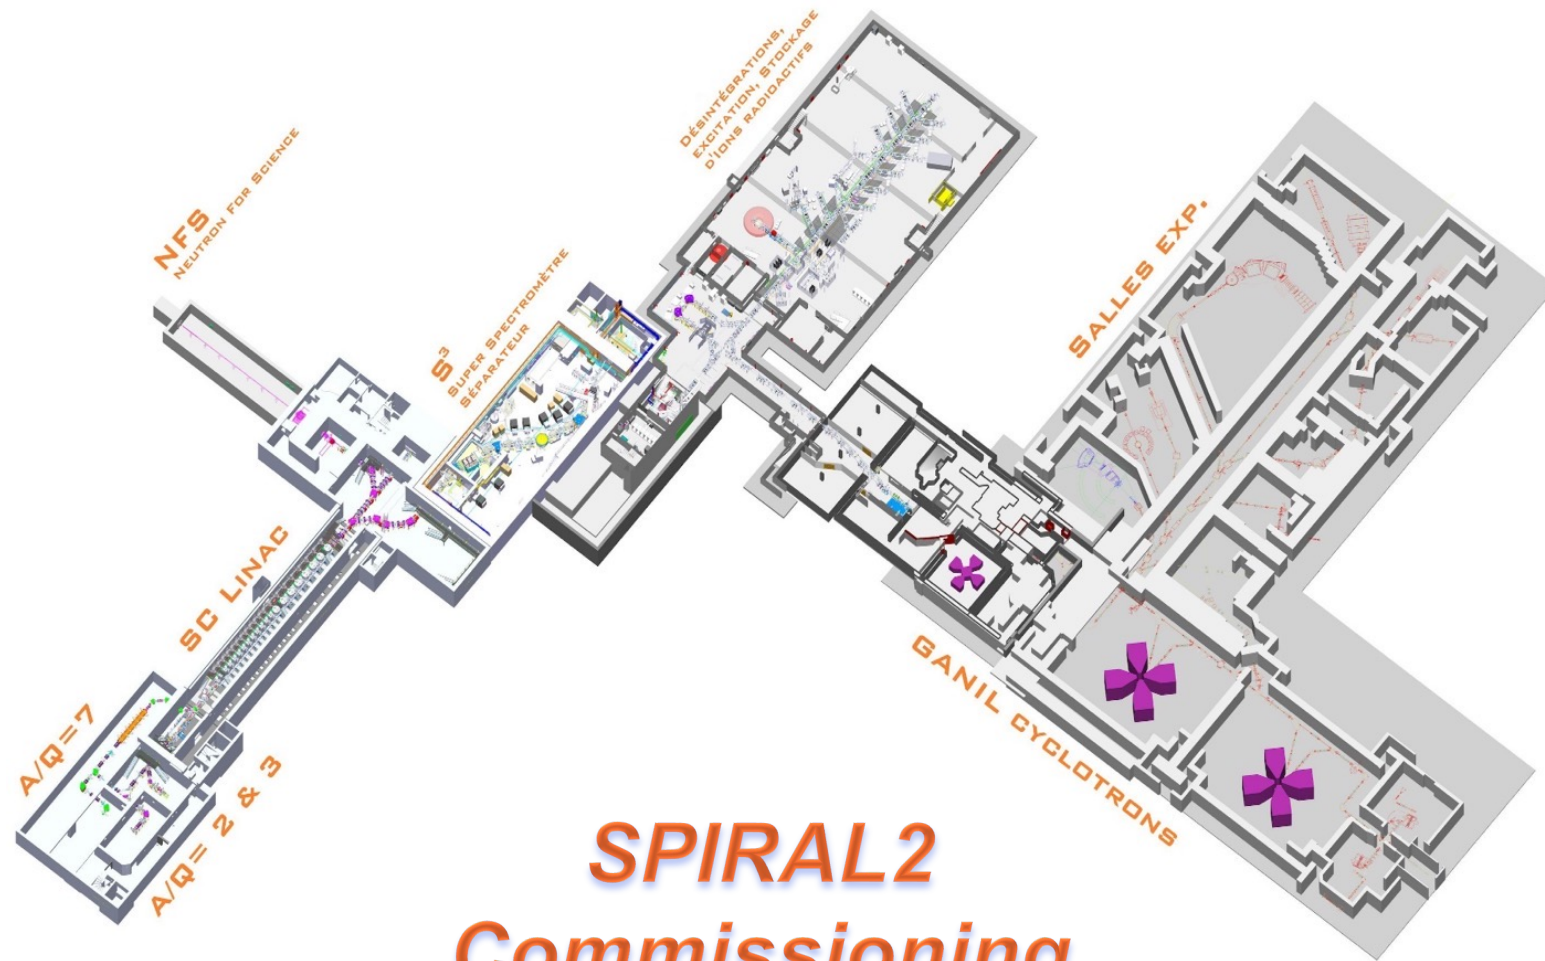 DÉSINTÉGRATIONS,
EXCITATION, STOCKAGE
D'IONS RADIOACTIFS
NFS
NEUTRON FOR SCIENCE
S³
SUPER SPECTROMÈTRE
SÉPARATEUR
SALLES EXP.
SC LINAC
A/Q=7
A/Q= 2 & 3
GANIL CYCLOTRONS
SPIRAL2
Commissioning